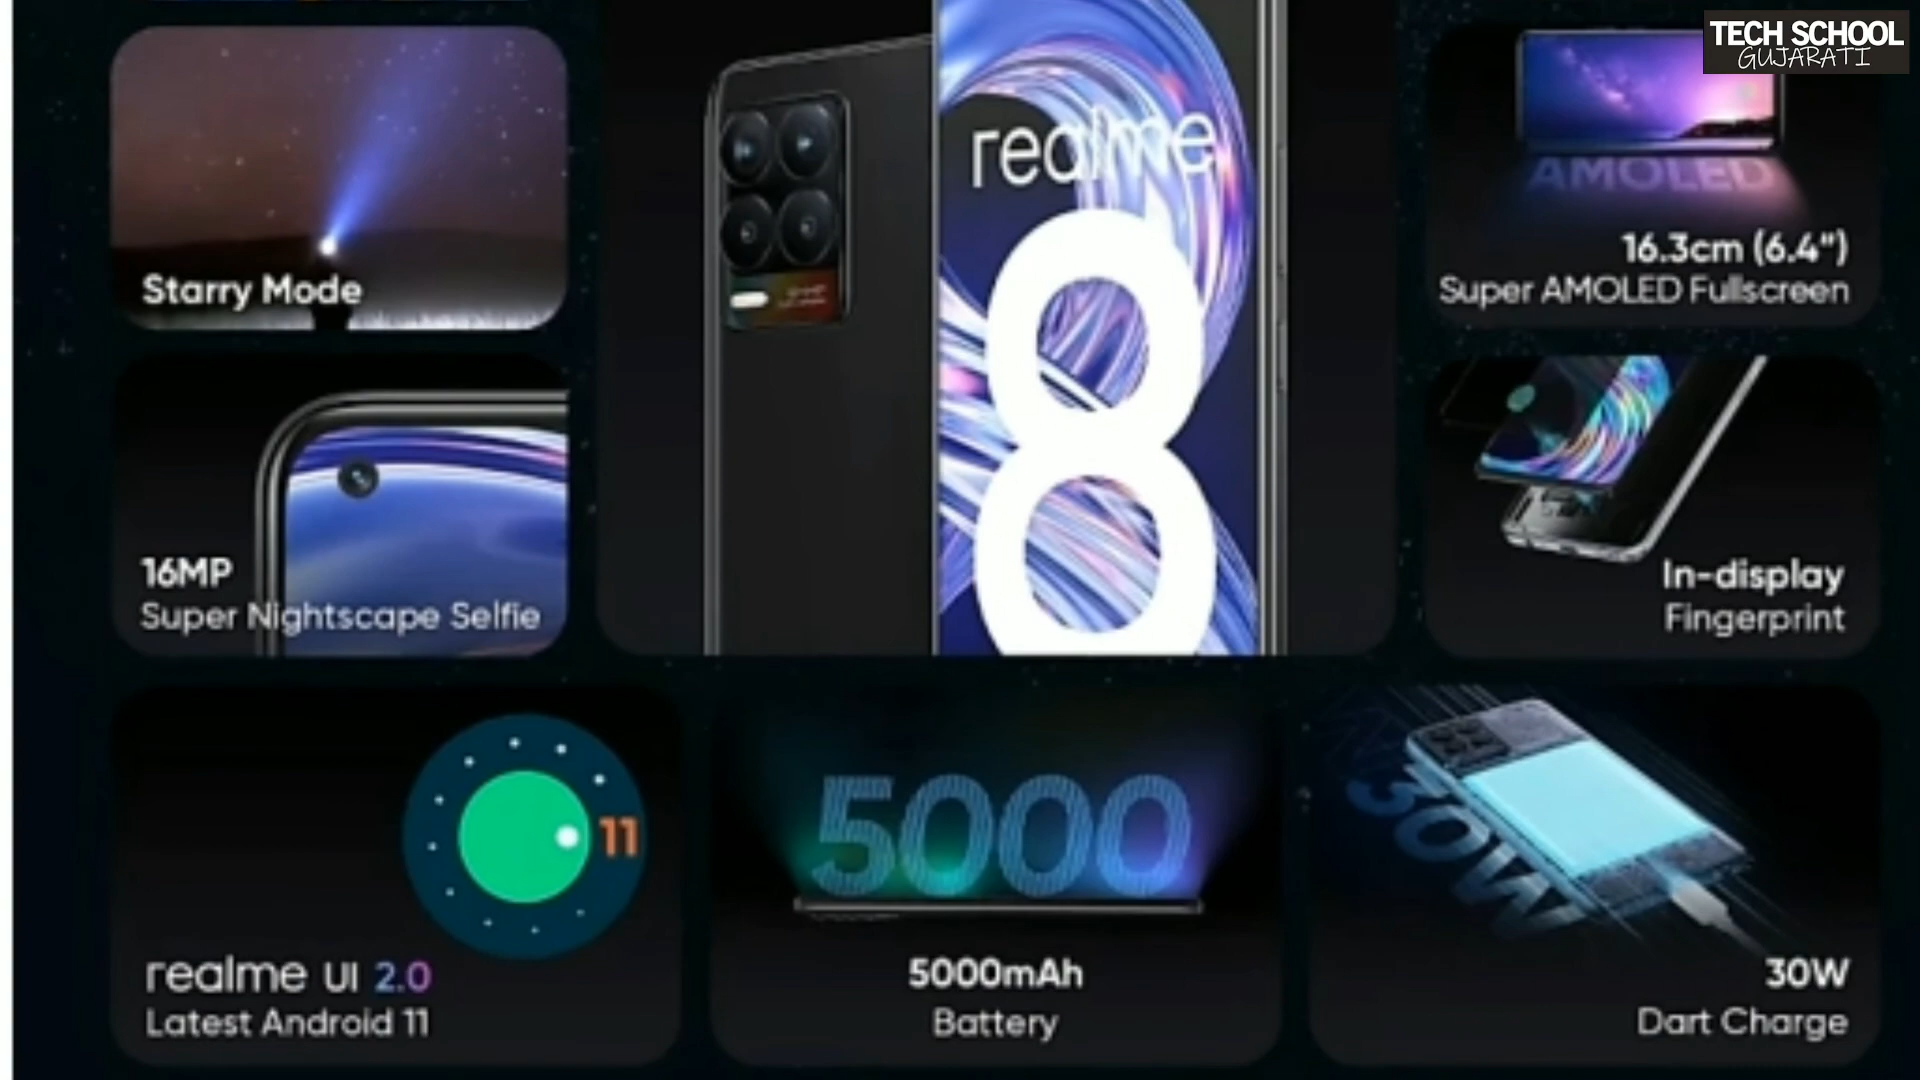 TECH SCHOOL
GUJARATI
Starry Mode
realme
8
AMOLED
16.3cm (6.4")
Super AMOLED Fullscreen
16MP
Super Nightscape Selfie
In-display
Fingerprint
11
realme UI 2.0
Latest Android 11
5000
5000mAh
Battery
30W
30W
Dart Charge